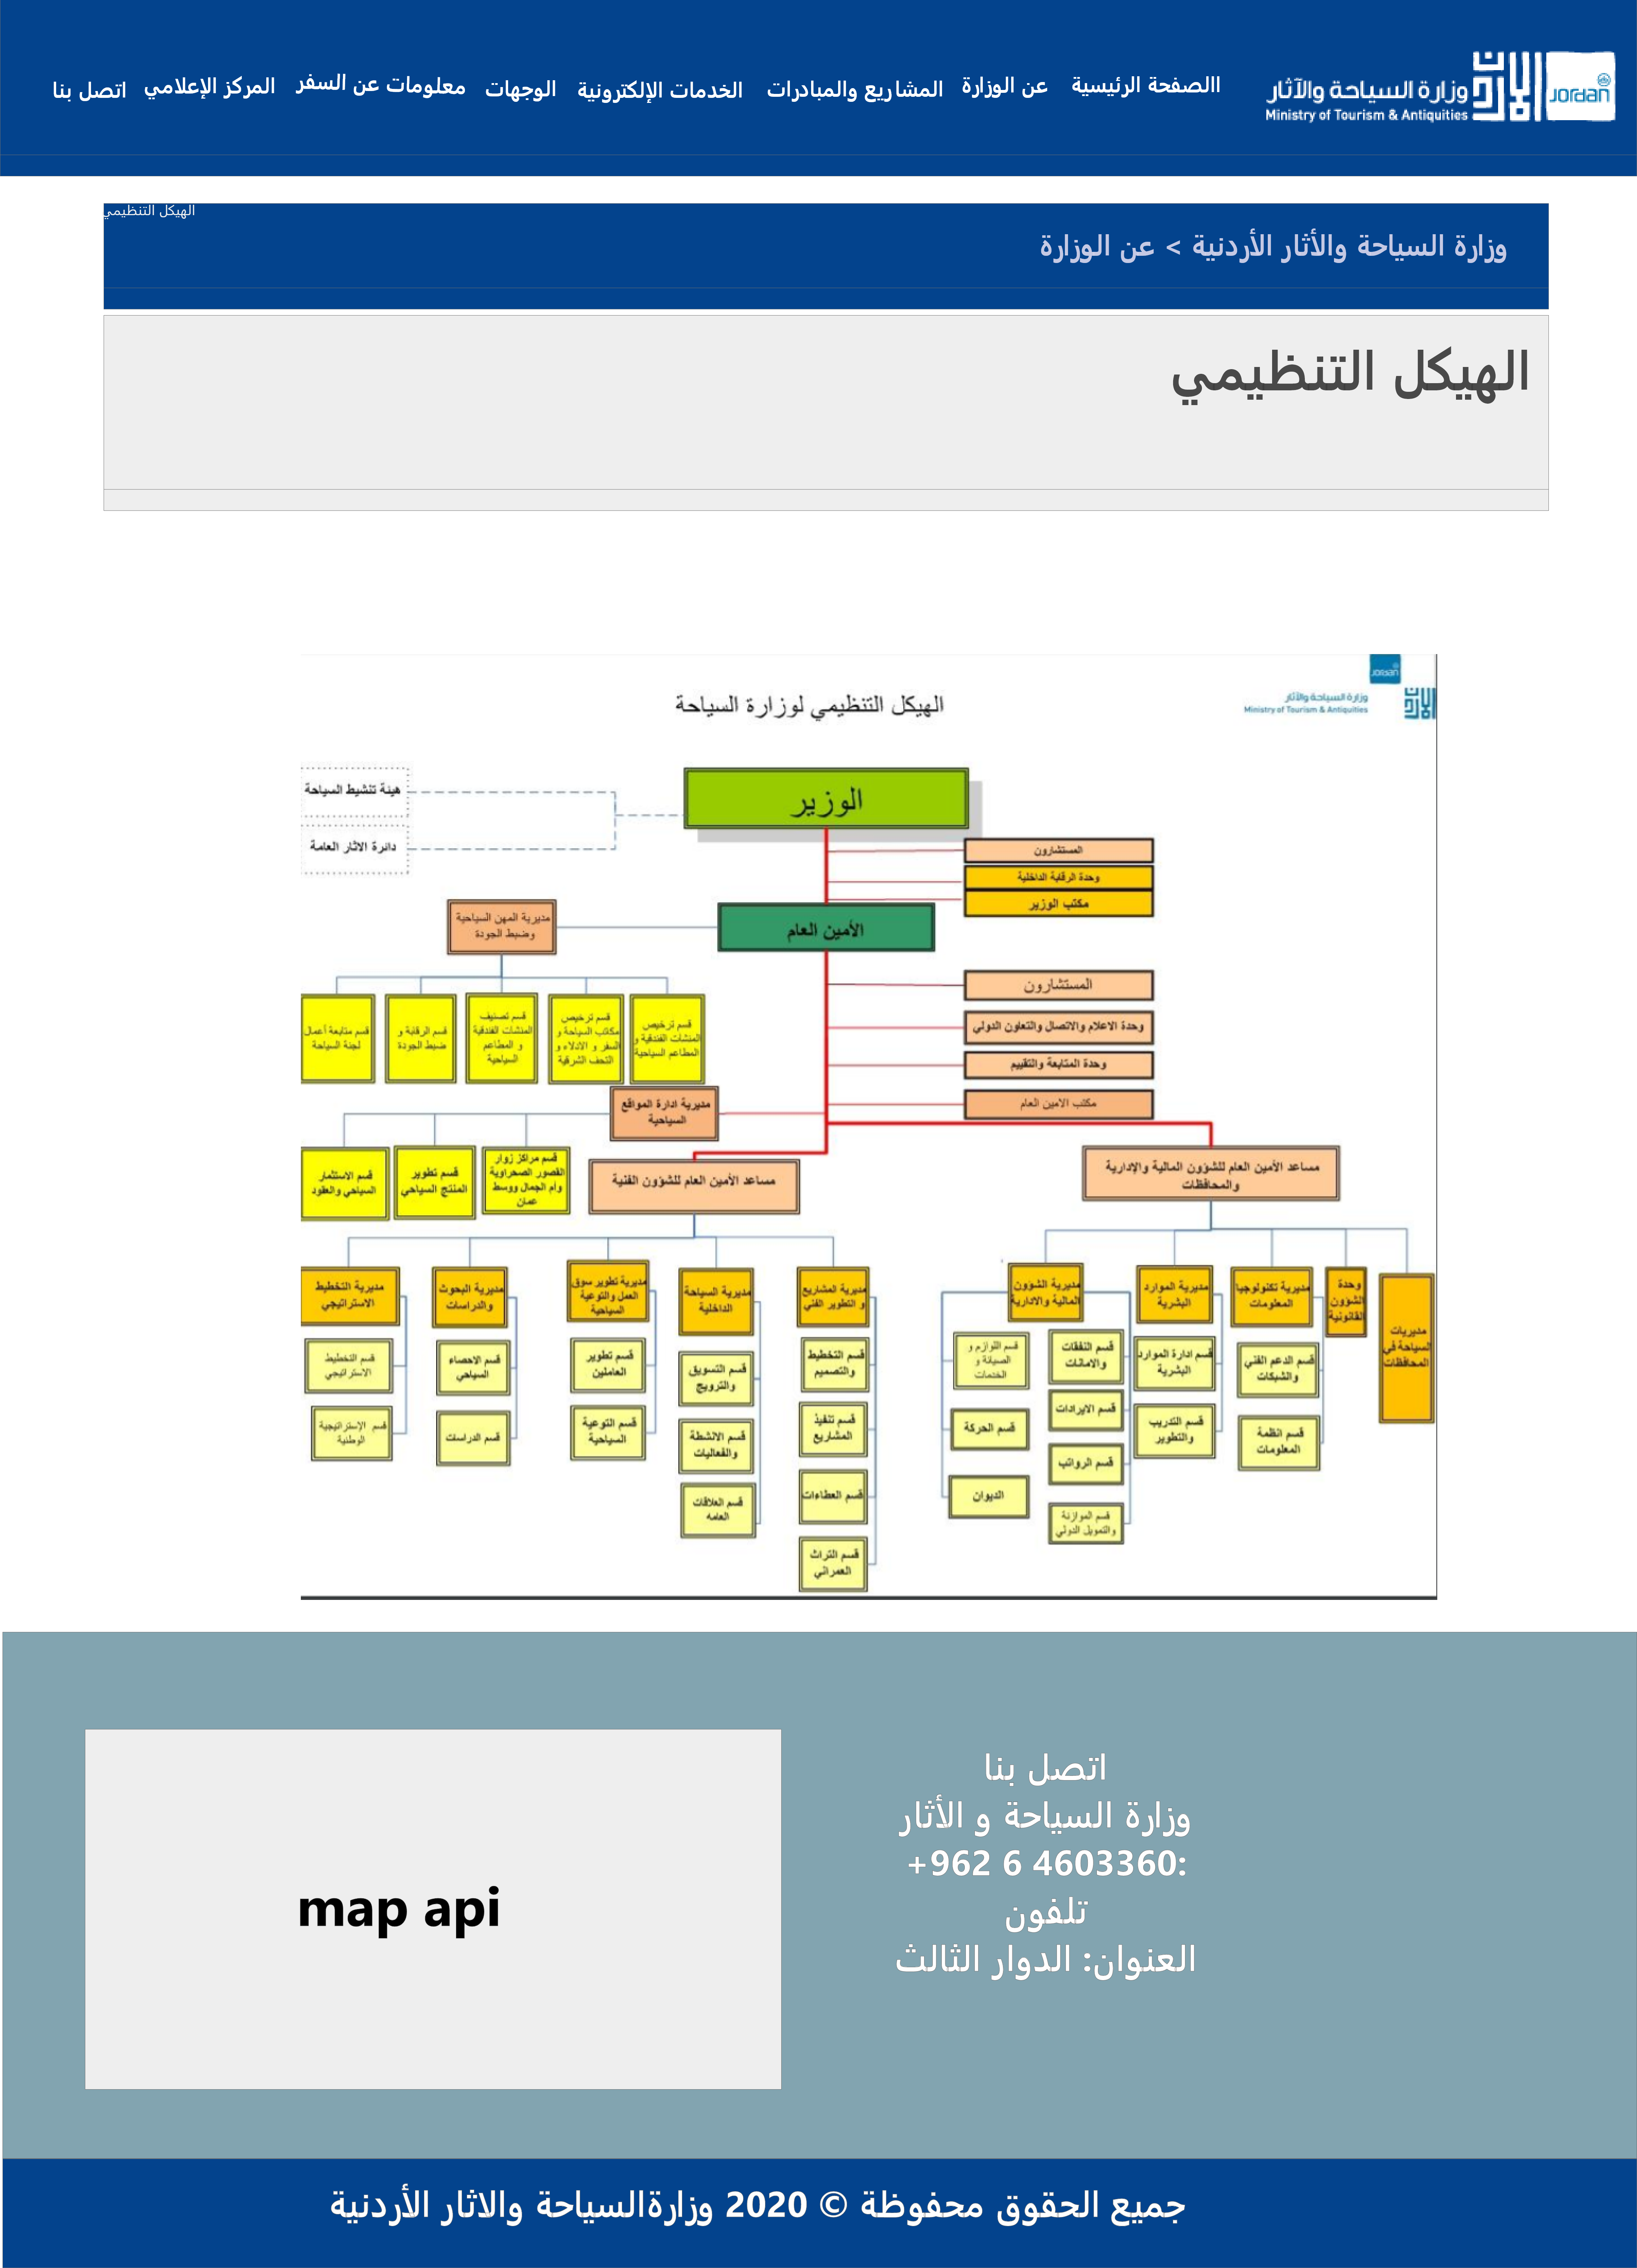 Jordan
وزارة السياحة والآثار
Ministry of Tourism & Antiquities
االصفحة الرئيسية
عن الوزارة
المشاريع والمبادرات
الخدمات الإلكترونية
الوجهات
معلومات عن السفر
المركز الإعلامي
اتصل بنا
الهيكل التنظيمي
وزارة السياحة والأثار الأردنية > عن الوزارة
الهيكل التنظيمي
Jordan
وزارة السياحة والآثار
Ministry of Tourism & Antiquities
الهيكل التنظيمي لوزارة السياحة
الوزير
هيئة تنشيط السياحة
دائرة الاثار العامة
المستشارون
وحدة الرقابة الداخلية
مكتب الوزير
الأمين العام
مديرية المهن السياحية
وضبط الجودة
المستشارون
وحدة الاعلام والاتصال والتعاون الدولي
وحدة المتابعة والتقييم
مكتب الامين العام
قسم ترخيص
المنشات الفندقية و
المطاعم السياحية
قسم ترخيص
مكاتب السياحة و
السفر و الادلاء و
التحف الشرقية
قسم تصنيف
المنشات الفندقية
و المطاعم
السياحية
قسم الرقابة و
ضبط الجودة
قسم متابعة أعمال
لجنة السياحة
مديرية ادارة المواقع
السياحية
قسم مراكز زوار
القصور الصحراوية
وأم الجمال ووسط
عمان
قسم تطوير
المنتج السياحي
قسم الاستثمار
السياحي والعقود
مساعد الأمين العام للشؤون المالية والإدارية
والمحافظات
مساعد الأمين العام للشؤون الفنية
مديريات
السياحة في
المحافظات
وحدة
الشؤون
القانونية
مديرية تكنولوجيا
المعلومات
مديرية الموارد
البشرية
مديرية الشؤون
المالية والادارية
مديرية المشاريع
و التطوير الفني
مديرية السياحة
الداخلية
مديرية تطوير سوق
العمل والتوعية
السياحية
مديرية البحوث
والدراسات
مديرية التخطيط
الاستراتيجي
قسم الدعم الفني
والشبكات
قسم انظمة
المعلومات
قسم ادارة الموارد
البشرية
قسم التدريب
والتطوير
قسم النفقات
والامانات
قسم الايرادات
قسم الرواتب
قسم الموازنة
والتمويل الدولي
قسم اللوازم و
الصيانة و
الخدمات
قسم الحركة
الديوان
قسم التخطيط
والتصميم
قسم تنفيذ
المشاريع
قسم العطاءات
قسم التراث
العمراني
قسم التسويق
والترويج
قسم الانشطة
والفعاليات
قسم العلاقات
العامه
قسم تطوير
العاملين
قسم التوعية
السياحية
قسم الاحصاء
السياحي
قسم الدراسات
قسم التخطيط
الاستراتيجي
قسم الإستراتيجية
الوطنية
اتصل بنا
وزارة السياحة و الأثار
+962 6 4603360:
تلفون
العنوان: الدوار الثالث
map api
جميع الحقوق محفوظة © 2020 وزارةالسياحة والاثار الأردنية